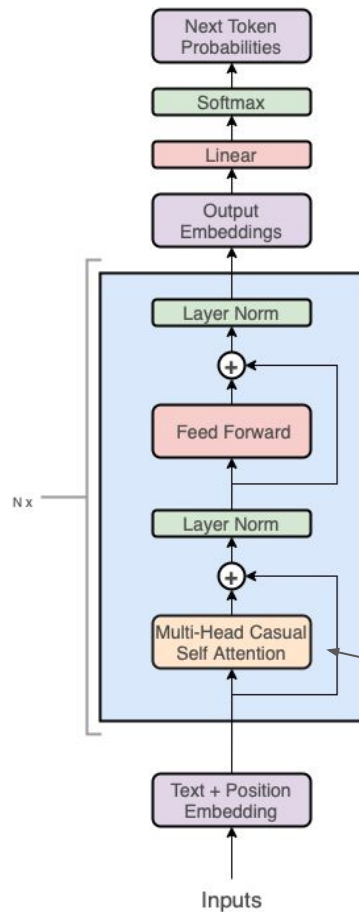 Next Token
Probabilities
Softmax
Linear
Output
Embeddings
Layer Norm
+
Feed Forward
N x
Layer Norm
+
Multi-Head Casual
Self Attention
Text + Position
Embedding
Inputs